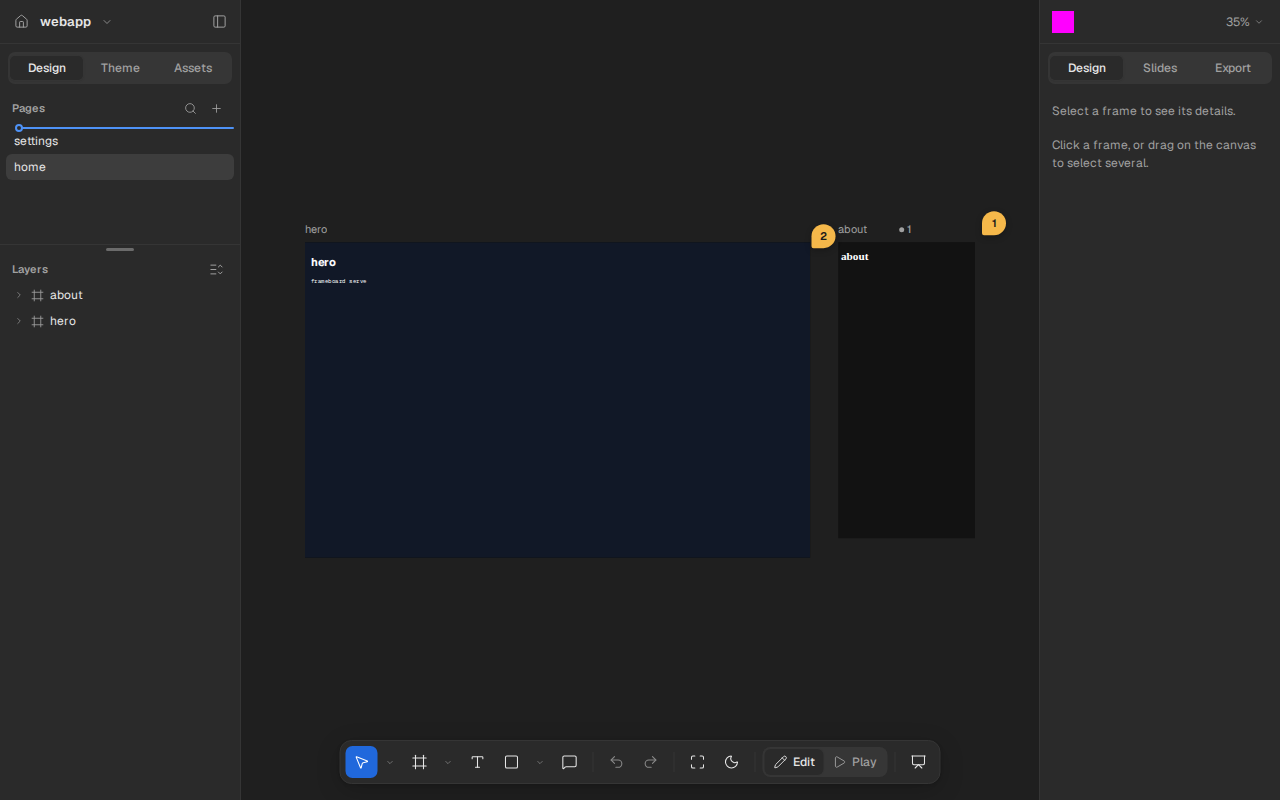 webapp
35%
Design
Theme
Assets
Design
Slides
Export
Pages
settings
home
Select a frame to see its details.
Click a frame, or drag on the canvas
to select several.
hero
2
about
1
1
hero
frameboard serve
about
Layers
about
hero
Edit
Play